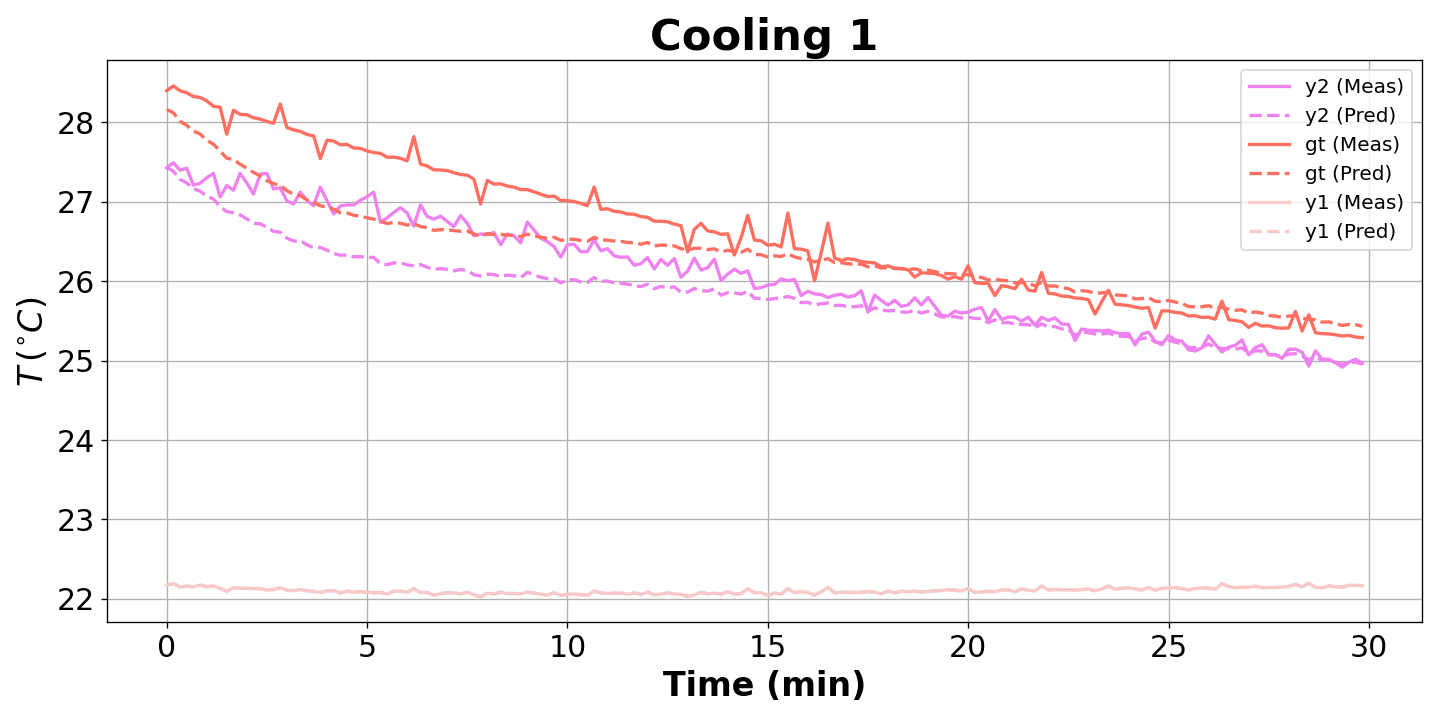 Cooling 1
T (°C)
28
27
26
25
24
23
22
y2 (Meas)
y2 (Pred)
gt (Meas)
gt (Pred)
y1 (Meas)
y1 (Pred)
0 5 10 15 20 25 30
Time (min)